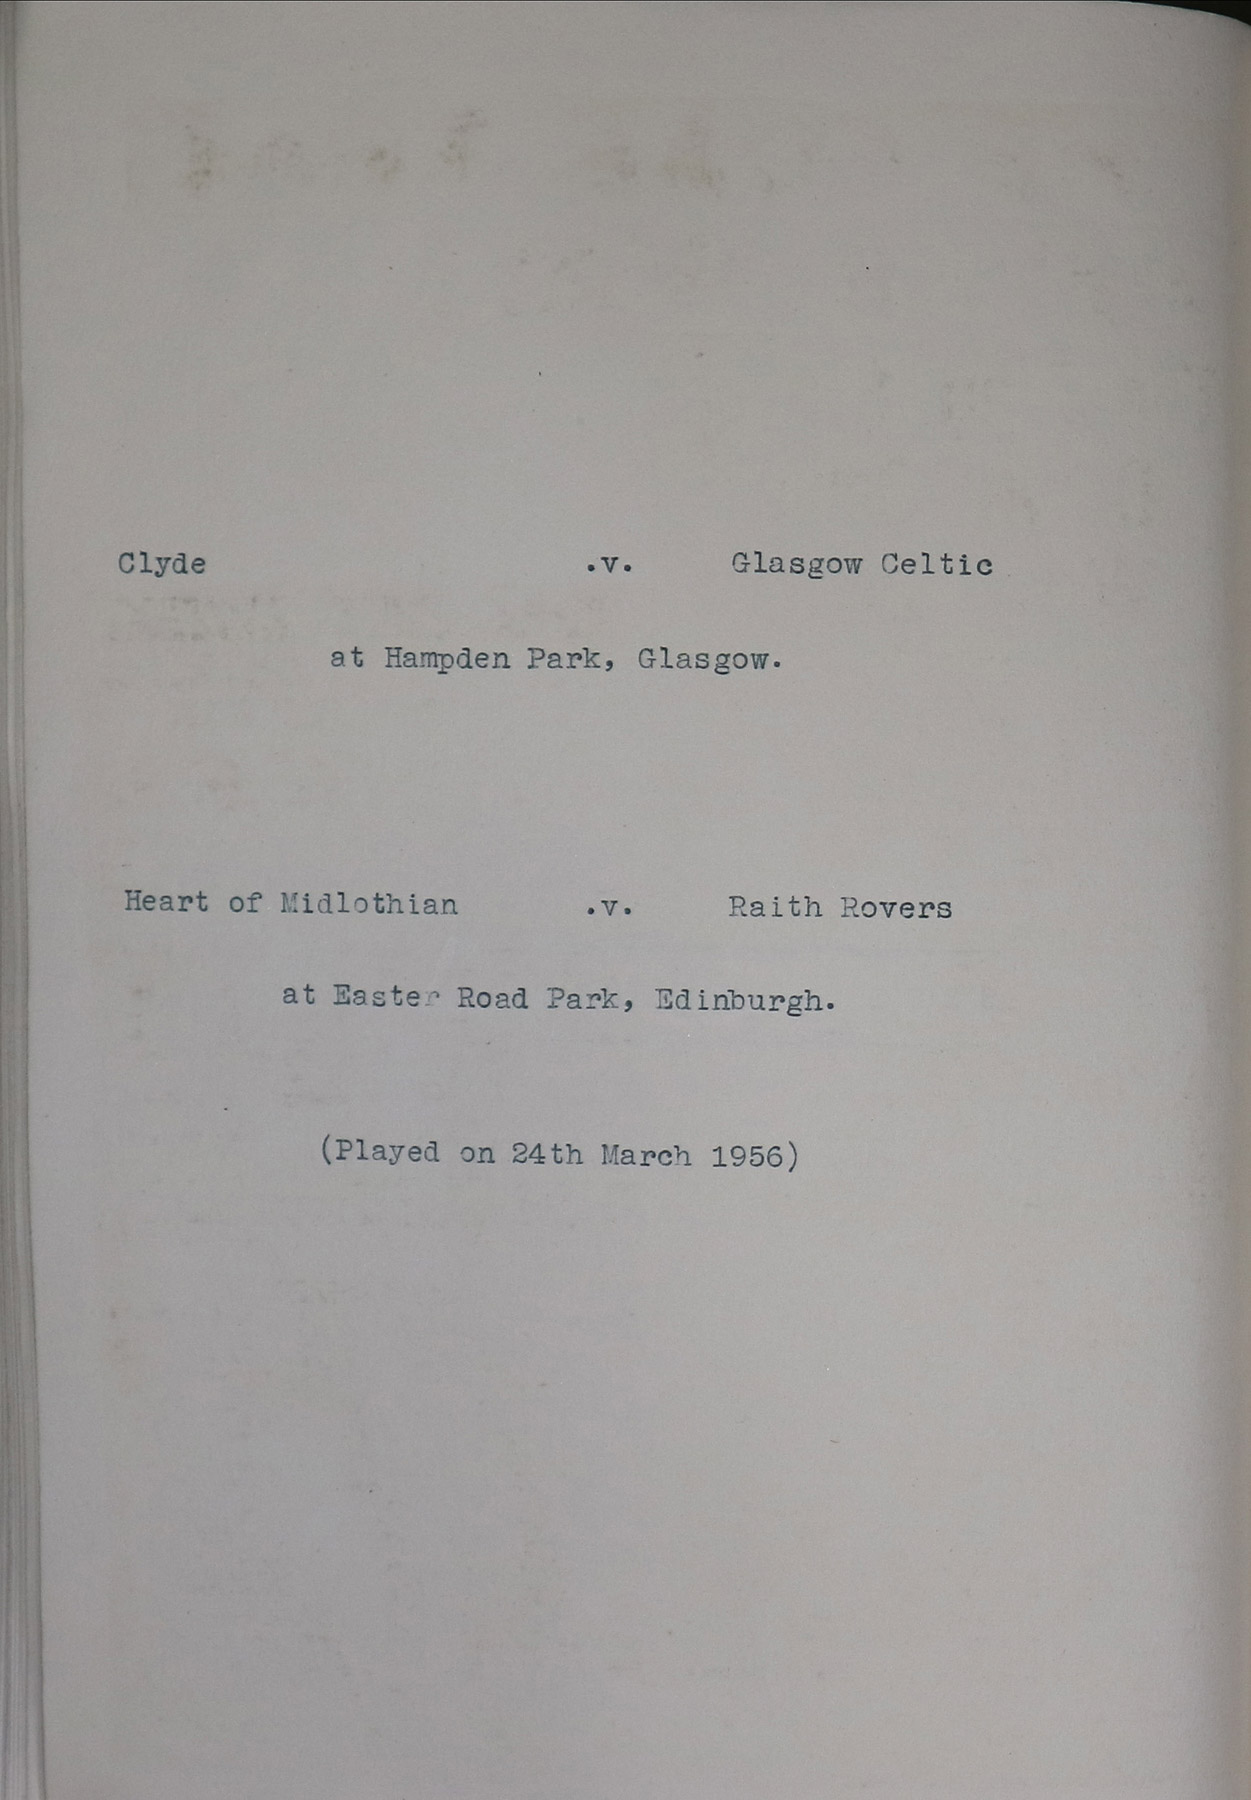 Clyde .v. Glasgow Celtic
at Hampden Park, Glasgow.
Heart of Midlothian .v. Raith Rovers
at Easter Road Park, Edinburgh.
(Played on 24th March 1956)